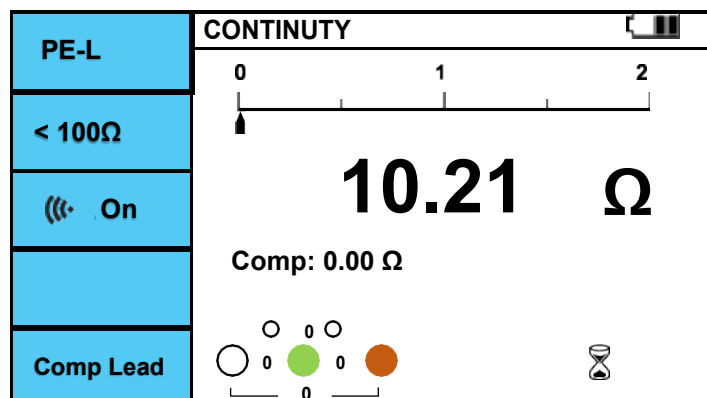 PE-L
CONTINUTY
0 1 2
< 100Ω
10.21 Ω
On
Comp: 0.00 Ω
0
0 0
Comp Lead
0